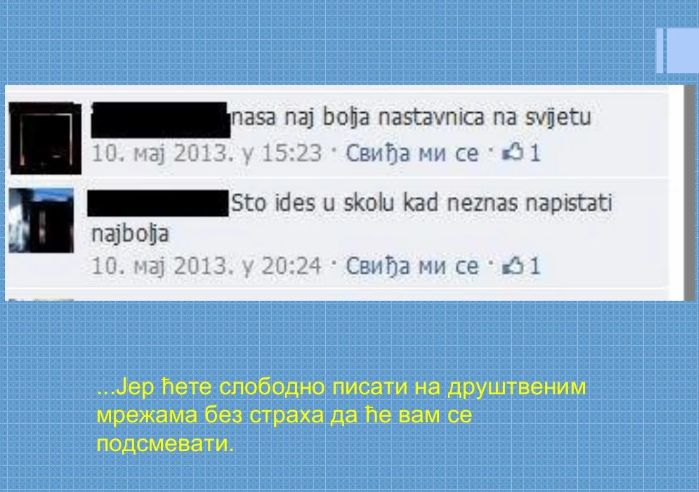 nasa naj bolja nastavnica na svijetu
10. мај 2013. у 15:23 · Свиђа ми се · 1
Sto ides u skolu kad neznas napistati
najbolja
10. мај 2013. у 20:24 · Свиђа ми се · 1
...Јер ћете слободно писати на друштвеним
мрежама без страха да ће вам се
подсмевати.